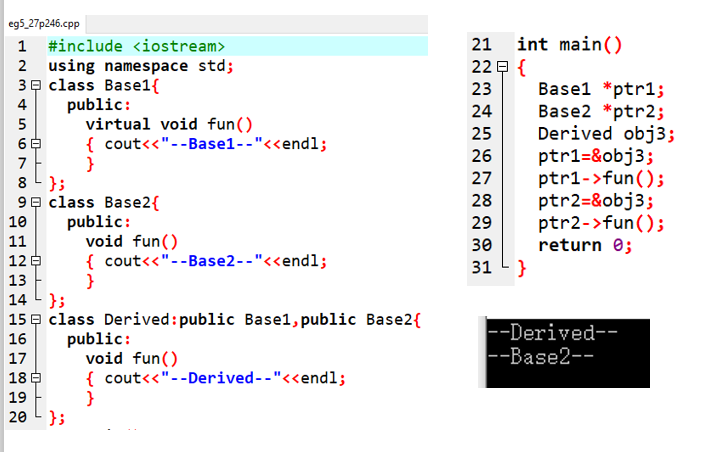 eg5_27p246.cpp
1 #include <iostream>
2 using namespace std;
3 class Base1{
4 public:
5 virtual void fun()
6 { cout<<"--Base1--"<<endl;
7 }
8 };
9 class Base2{
10 public:
11 void fun()
12 { cout<<"--Base2--"<<endl;
13 }
14 };
15 class Derived:public Base1,public Base2{
16 public:
17 void fun()
18 { cout<<"--Derived--"<<endl;
19 }
20 };
21 int main()
22 {
23 Base1 *ptr1;
24 Base2 *ptr2;
25 Derived obj3;
26 ptr1=&obj3;
27 ptr1->fun();
28 ptr2=&obj3;
29 ptr2->fun();
30 return 0;
31 }
--Derived--
--Base2--